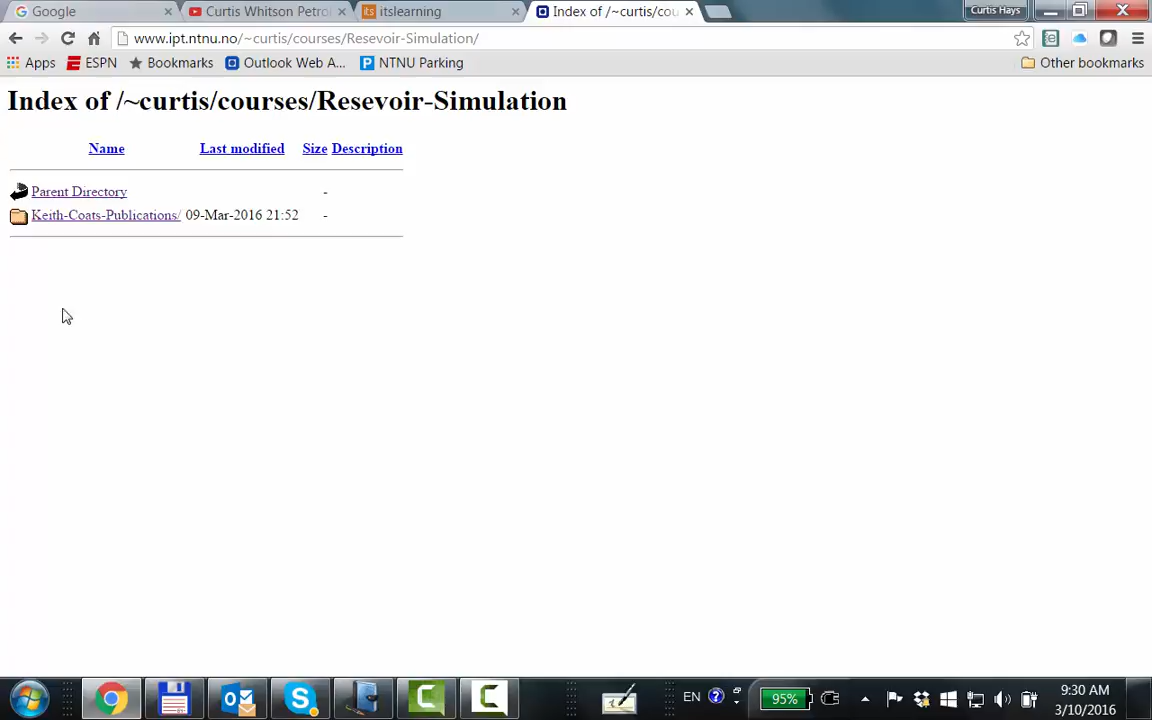 Google
Curtis Whitson Petro
itslearning
Index of /~curtis/cou
Curtis Hays
www.ipt.ntnu.no/~curtis/courses/Resevoir-Simulation/
Apps ESPN Bookmarks Outlook Web A... NTNU Parking Other bookmarks
Index of /~curtis/courses/Resevoir-Simulation
Name Last modified Size Description
Parent Directory -
Keith-Coats-Publications/ 09-Mar-2016 21:52 -
EN 95% 9:30 AM
3/10/2016